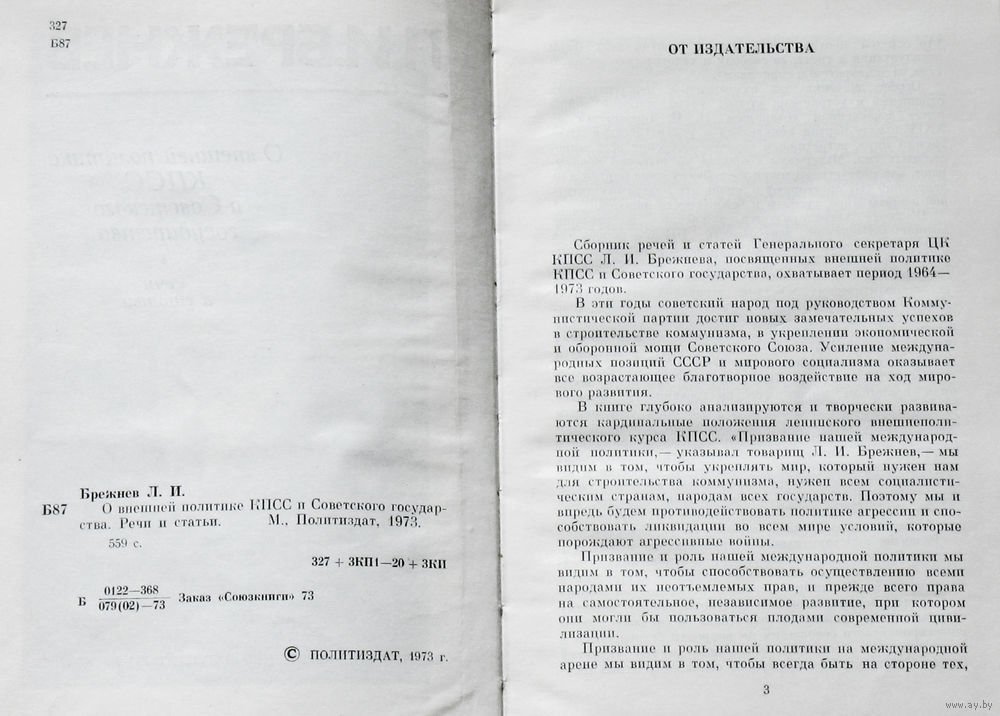 327
Б87
Брежнев Л. И.
Б87 О внешней политике КПСС и Советского государ-
ства. Речи и статьи. М., Политиздат, 1973.
559 с.
327 + 3КП1—20 + 3КП
Б 0122—368
079(02)—73 Заказ «Союзкниги» 73
© ПОЛИТИЗДАТ, 1973 г.
ОТ ИЗДАТЕЛЬСТВА
Сборник речей и статей Генерального секретаря ЦК
КПСС Л. И. Брежнева, посвященных внешней политике
КПСС и Советского государства, охватывает период 1964—
1973 годов.
В эти годы советский народ под руководством Комму-
нистической партии достиг новых замечательных успехов
в строительстве коммунизма, в укреплении экономической
и оборонной мощи Советского Союза. Усиление междуна-
родных позиций СССР и мирового социализма оказывает
все возрастающее благотворное воздействие на ход миро-
вого развития.
В книге глубоко анализируются и творчески развива-
ются кардинальные положения ленинского внешнеполи-
тического курса КПСС. «Призвание нашей международ-
ной политики,— указывал товарищ Л. И. Брежнев,— мы
видим в том, чтобы укреплять мир, который нужен нам
для строительства коммунизма, нужен всем социалисти-
ческим странам, народам всех государств. Поэтому мы и
впредь будем противодействовать политике агрессии и спо-
собствовать ликвидации во всем мире условий, которые
порождают агрессивные войны.
Призвание и роль нашей международной политики мы
видим в том, чтобы способствовать осуществлению всеми
народами их неотъемлемых прав, и прежде всего права
на самостоятельное, независимое развитие, при котором
они могли бы пользоваться плодами современной циви-
лизации.
Призвание и роль нашей политики на международной
арене мы видим в том, чтобы всегда быть на стороне тех,
3
www.ay.by